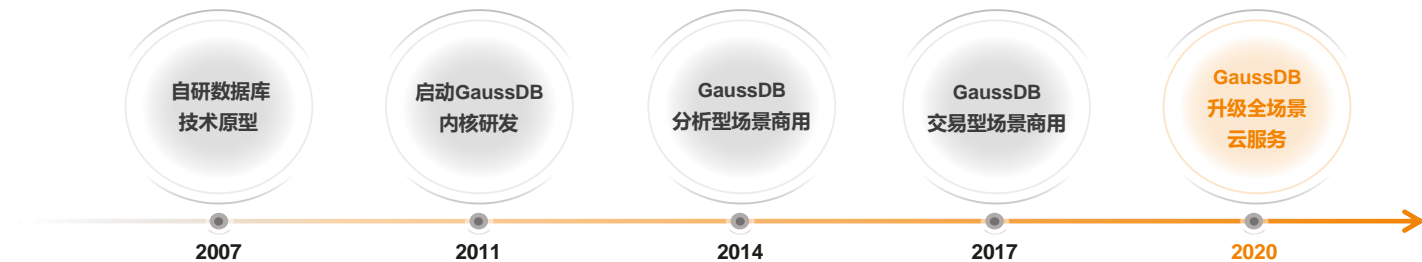 自研数据库
技术原型
启动GaussDB
内核研发
GaussDB
分析型场景商用
GaussDB
交易型场景商用
GaussDB
升级全场景
云服务
2007
2011
2014
2017
2020